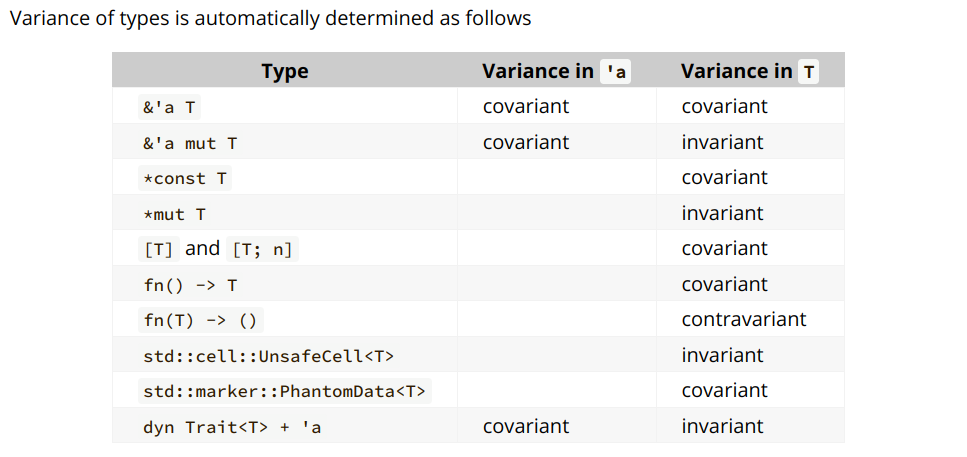 Variance of types is automatically determined as follows
Type Variance in 'a Variance in T
&'a T covariant covariant
&'a mut T covariant invariant
*const T covariant
*mut T invariant
[T] and [T; n] covariant
fn() -> T covariant
fn(T) -> () contravariant
std::cell::UnsafeCell<T> invariant
std::marker::PhantomData<T> covariant
dyn Trait<T> + 'a covariant invariant